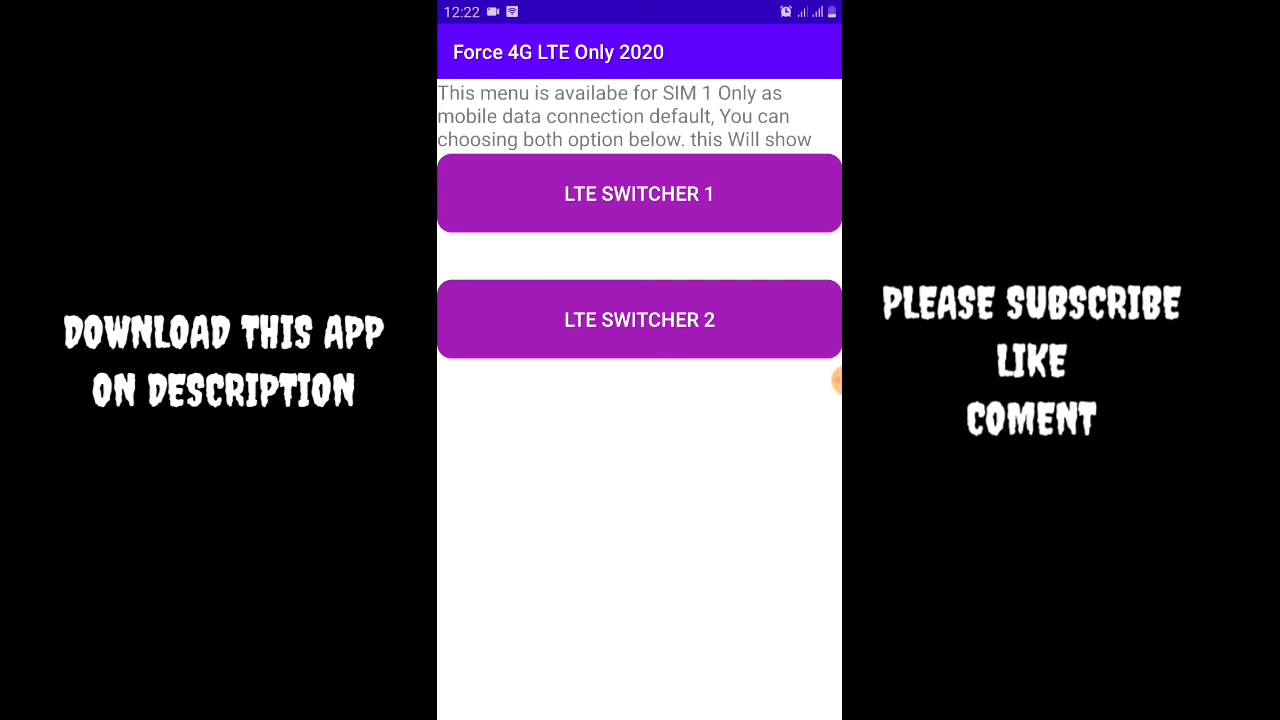 12:22
Force 4G LTE Only 2020
This menu is availabe for SIM 1 Only as
mobile data connection default, You can
choosing both option below. this Will show
LTE SWITCHER 1
LTE SWITCHER 2
DOWNLOAD THIS APP
ON DESCRIPTION
PLEASE SUBSCRIBE
LIKE
COMENT